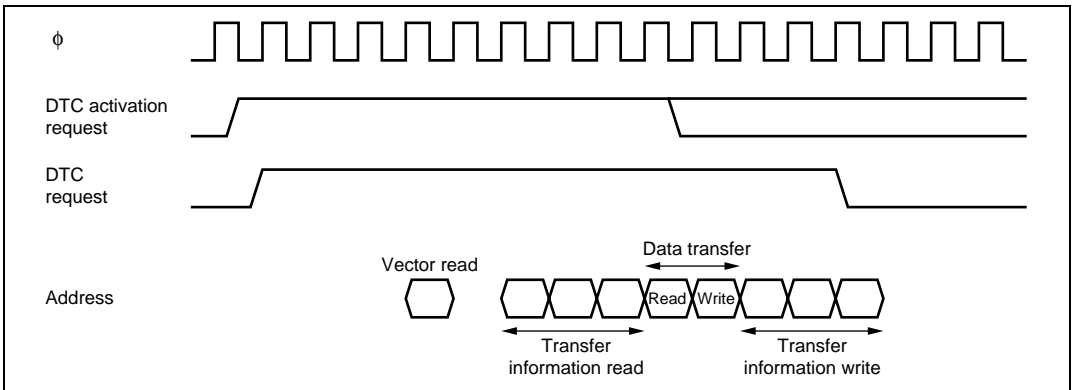 φ
DTC activation
request
DTC
request
Data transfer
Vector read
Address
Read Write
Transfer
information read
Transfer
information write